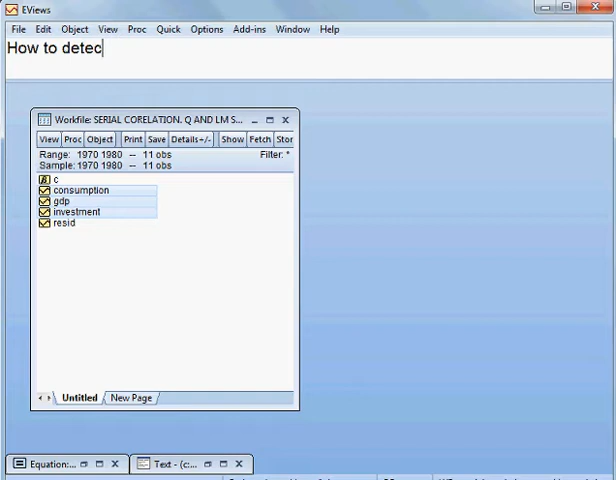 EViews
File Edit Object View Proc Quick Options Add-ins Window Help
How to detec
Workfile: SERIAL CORELATION. Q AND LM S...
View Proc Object Print Save Details+/- Show Fetch Stor
Range: 1970 1980 -- 11 obs Filter: *
Sample: 1970 1980 -- 11 obs
c
consumption
gdp
investment
resid
Untitled New Page
Equation:... Text - (c:...